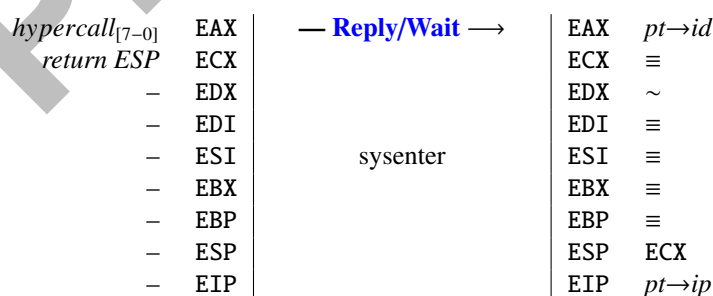 hypercall[7–0] EAX — Reply/Wait ⟶ EAX pt→id
return ESP ECX ECX ≡
– EDX EDX ∼
– EDI EDI ≡
– ESI sysenter ESI ≡
– EBX EBX ≡
– EBP EBP ≡
– ESP ESP ECX
– EIP EIP pt→ip